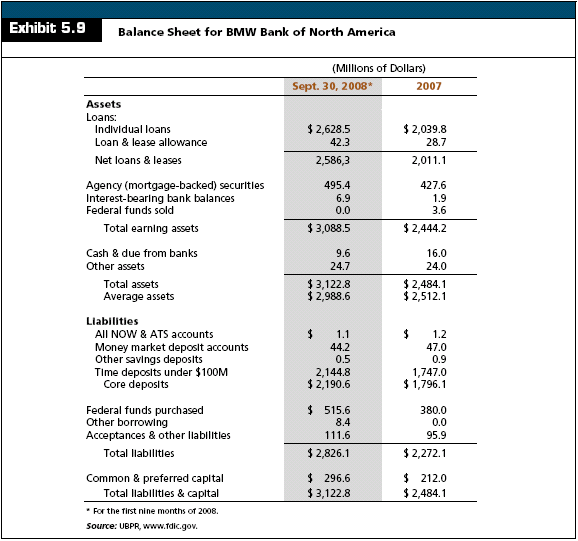 Exhibit 5.9 Balance Sheet for BMW Bank of North America
(Millions of Dollars)
Sept. 30, 2008* 2007
Assets
Loans:
Individual loans $ 2,628.5 $ 2,039.8
Loan & lease allowance 42.3 28.7
Net loans & leases 2,586,3 2,011.1
Agency (mortgage-backed) securities 495.4 427.6
Interest-bearing bank balances 6.9 1.9
Federal funds sold 0.0 3.6
Total earning assets $ 3,088.5 $ 2,444.2
Cash & due from banks 9.6 16.0
Other assets 24.7 24.0
Total assets $ 3,122.8 $ 2,484.1
Average assets $ 2,988.6 $ 2,512.1
Liabilities
All NOW & ATS accounts $ 1.1 $ 1.2
Money market deposit accounts 44.2 47.0
Other savings deposits 0.5 0.9
Time deposits under $100M 2,144.8 1,747.0
Core deposits $ 2,190.6 $ 1,796.1
Federal funds purchased $ 515.6 380.0
Other borrowing 8.4 0.0
Acceptances & other liabilities 111.6 95.9
Total liabilities $ 2,826.1 $ 2,272.1
Common & preferred capital $ 296.6 $ 212.0
Total liabilities & capital $ 3,122.8 $ 2,484.1
* For the first nine months of 2008.
Source: UBPR, www.fdic.gov.